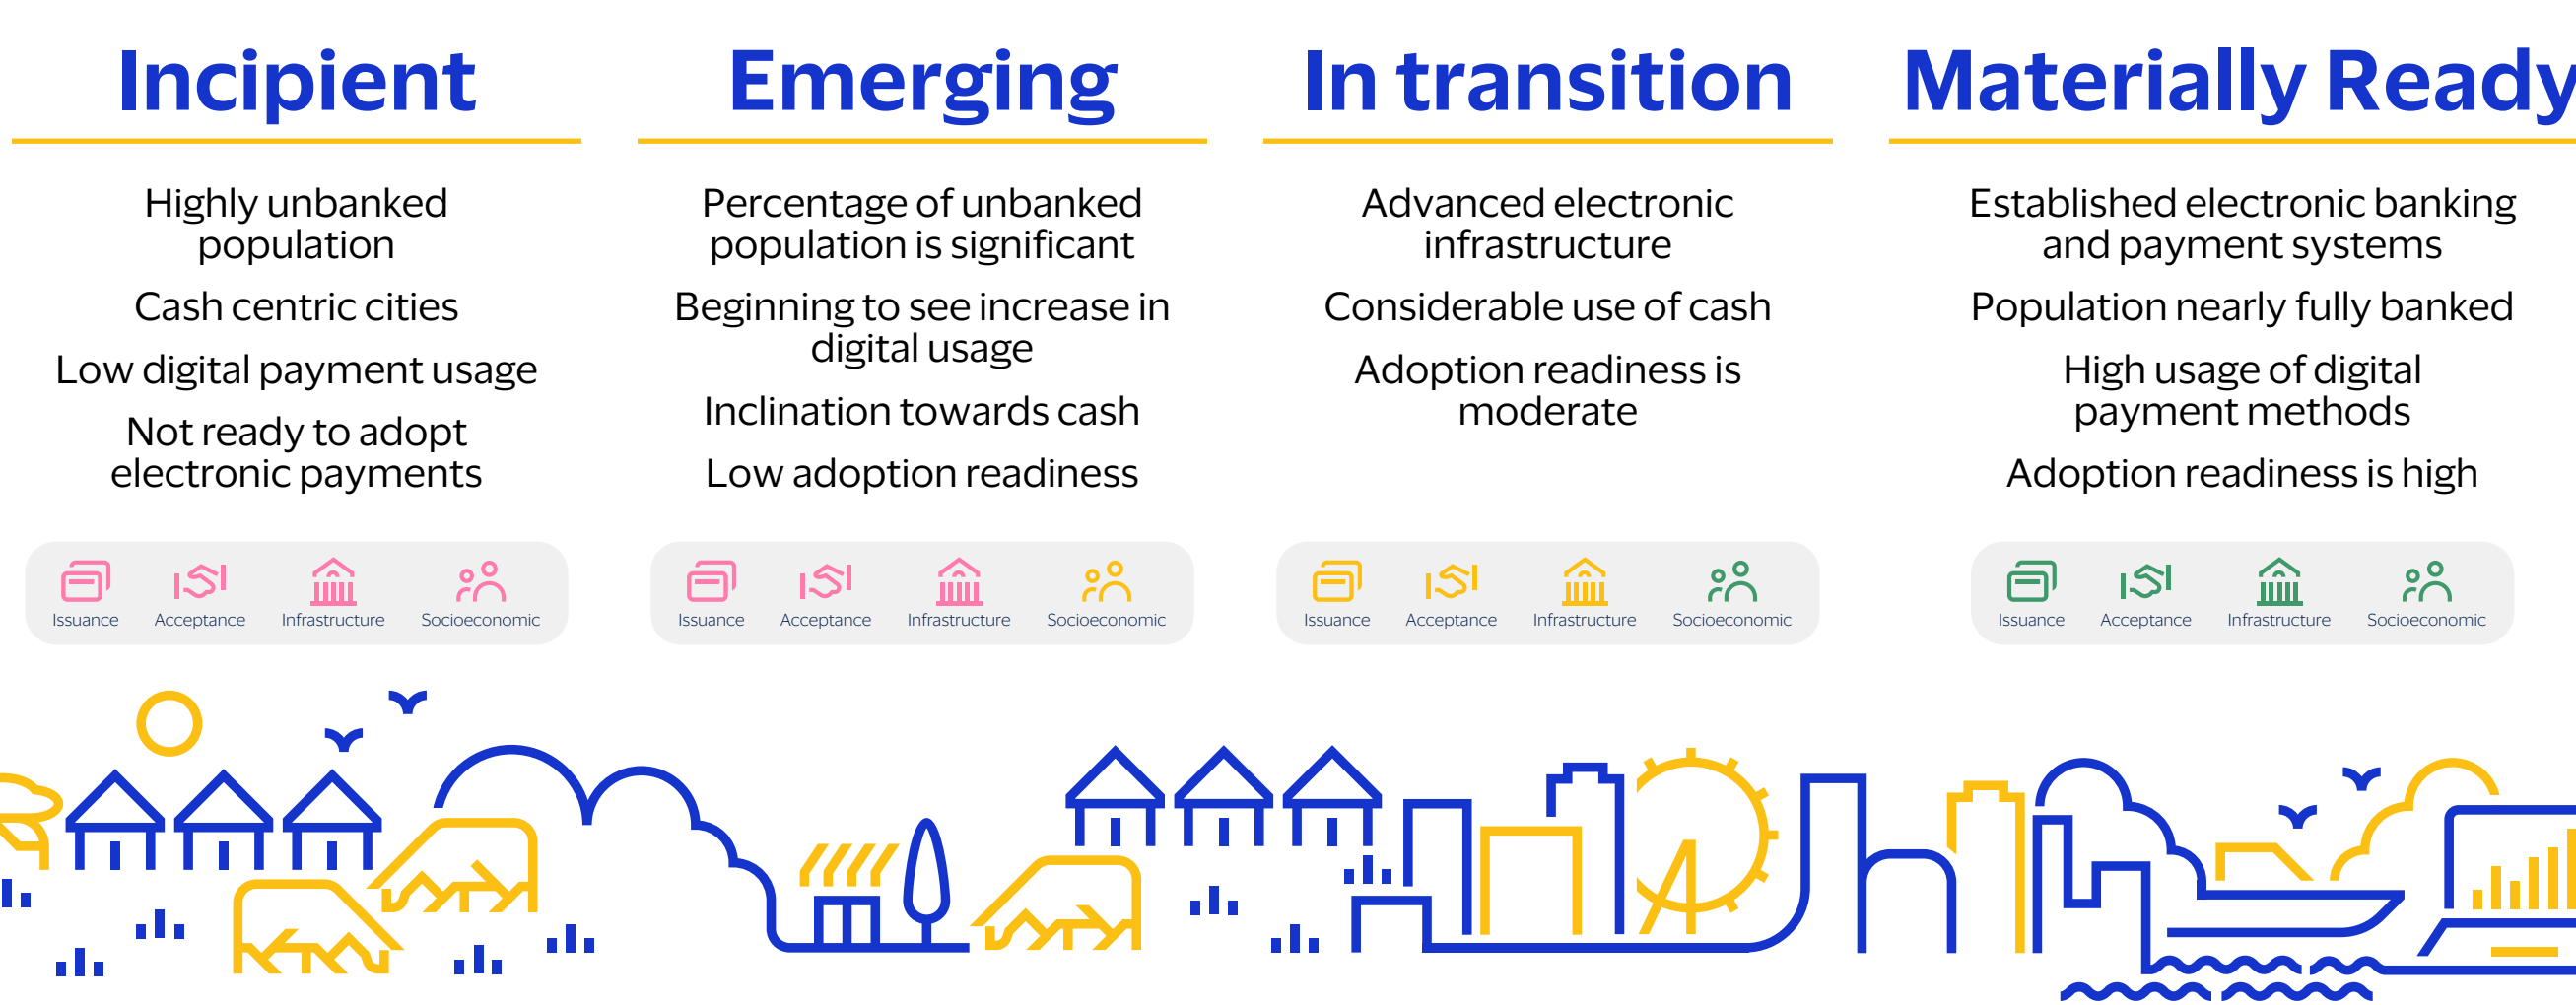 Incipient
Highly unbanked
population
Cash centric cities
Low digital payment usage
Not ready to adopt
electronic payments
Issuance
Acceptance
Infrastructure
Socioeconomic
Emerging
Percentage of unbanked
population is significant
Beginning to see increase in
digital usage
Inclination towards cash
Low adoption readiness
Issuance
Acceptance
Infrastructure
Socioeconomic
In transition
Advanced electronic
infrastructure
Considerable use of cash
Adoption readiness is
moderate
Issuance
Acceptance
Infrastructure
Socioeconomic
Materially Ready
Established electronic banking
and payment systems
Population nearly fully banked
High usage of digital
payment methods
Adoption readiness is high
Issuance
Acceptance
Infrastructure
Socioeconomic